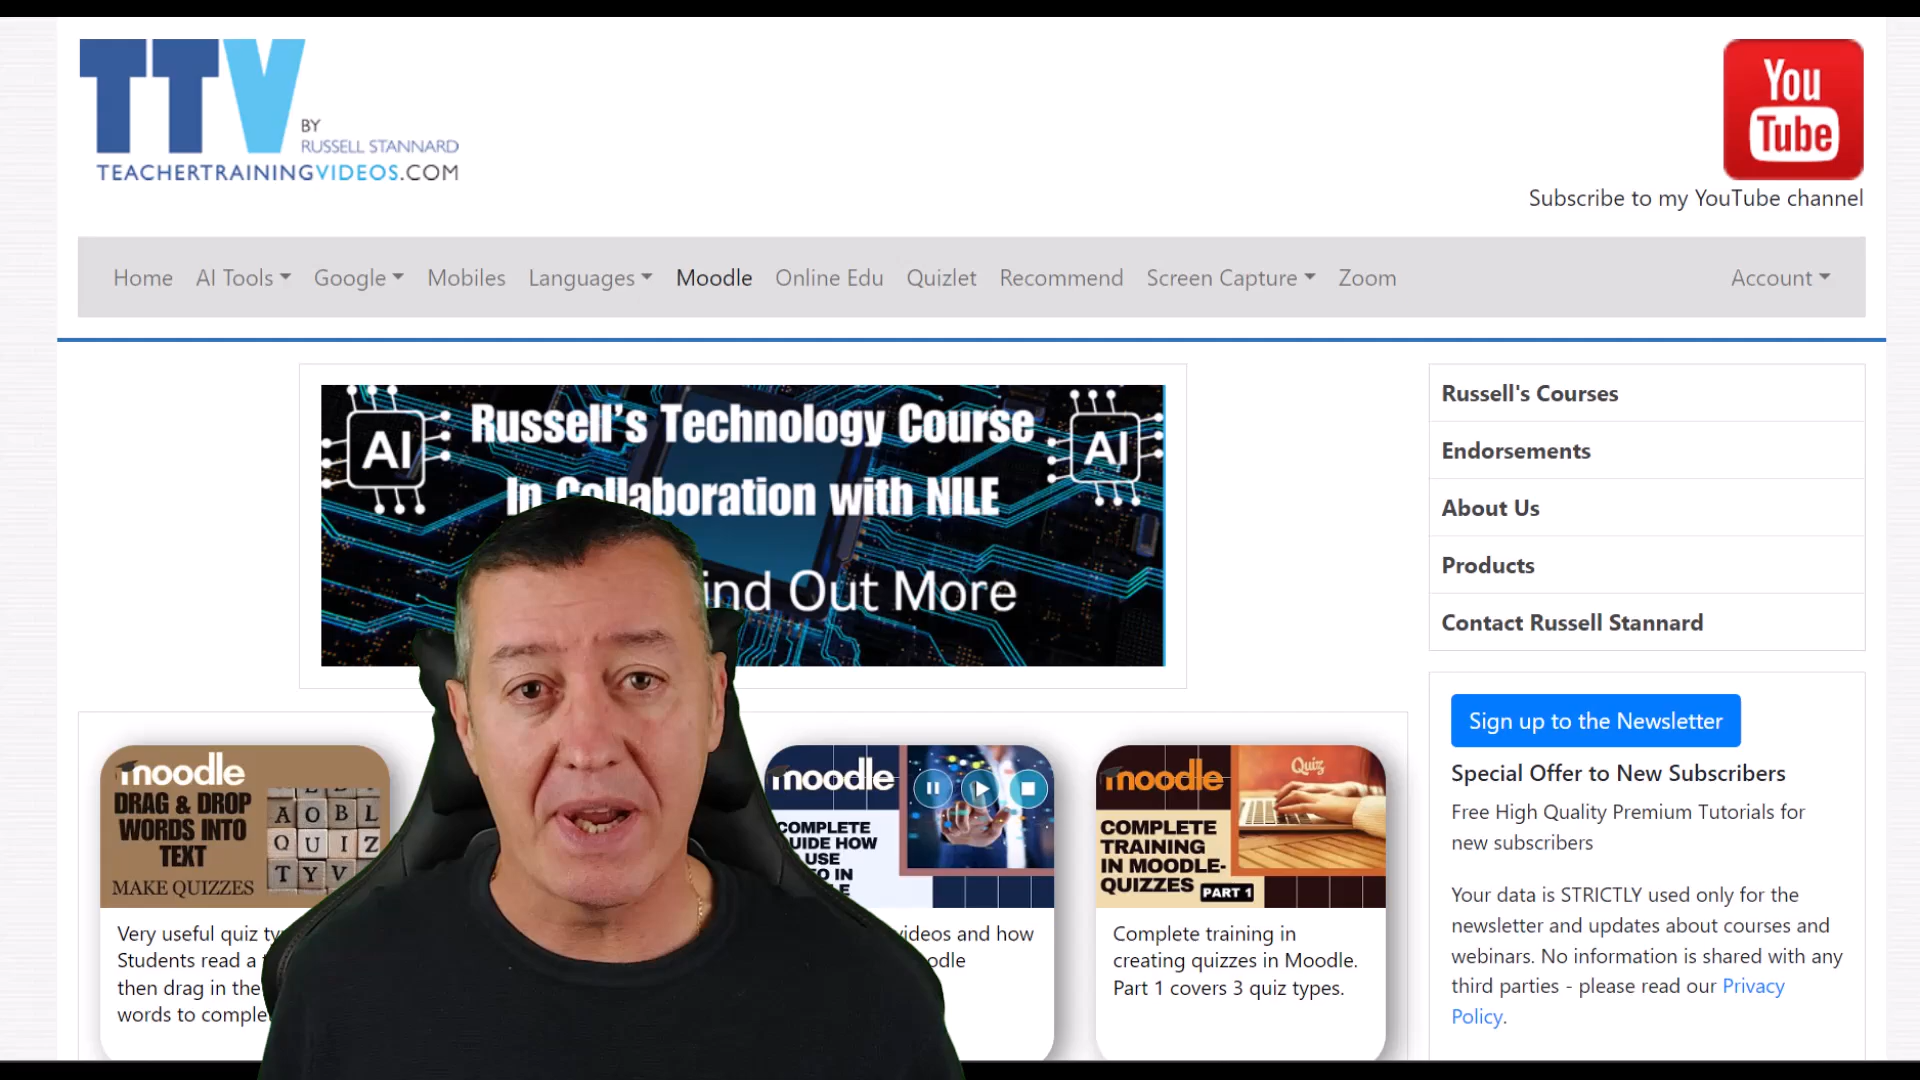 TTV
BY
RUSSELL STANNARD
TEACHERTRAININGVIDEOS.COM
You
Tube
Subscribe to my YouTube channel
Home AI Tools Google Mobiles Languages Moodle Online Edu Quizlet Recommend Screen Capture Zoom Account
AI Russell's Technology Course AI
In Collaboration with NILE
ind Out More
Russell's Courses
Endorsements
About Us
Products
Contact Russell Stannard
moodle
DRAG & DROP
WORDS INTO
TEXT
MAKE QUIZZES
A O B L
Q U I Z
T Y V
Very useful quiz
Students read a
then drag in the
words to
moodle
COMPLETE
GUIDE HOW
USE
IN
videos and how
moodle
COMPLETE
TRAINING
IN MOODLE-
QUIZZES PART 1
Quiz
Complete training in
creating quizzes in Moodle.
Part 1 covers 3 quiz types.
Sign up to the Newsletter
Special Offer to New Subscribers
Free High Quality Premium Tutorials for
new subscribers
Your data is STRICTLY used only for the
newsletter and updates about courses and
webinars. No information is shared with any
third parties - please read our Privacy
Policy.